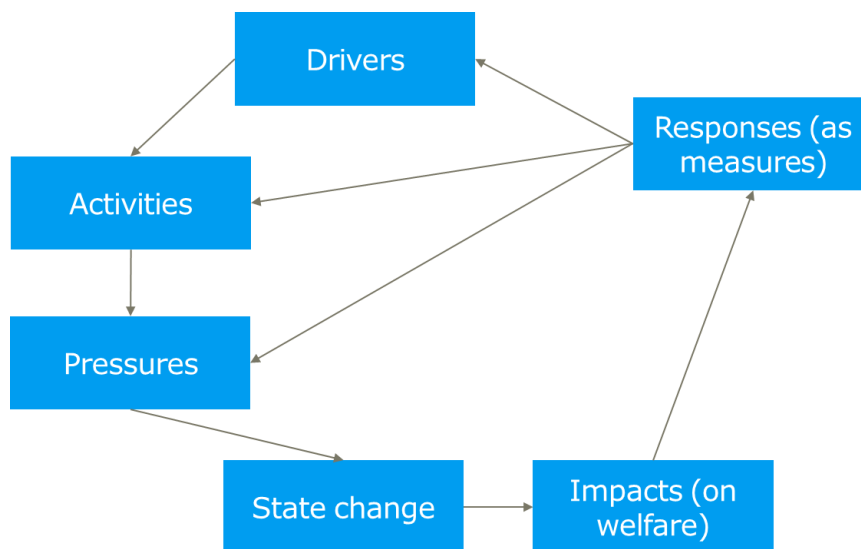 Drivers
Responses (as
measures)
Activities
Pressures
State change
Impacts (on
welfare)